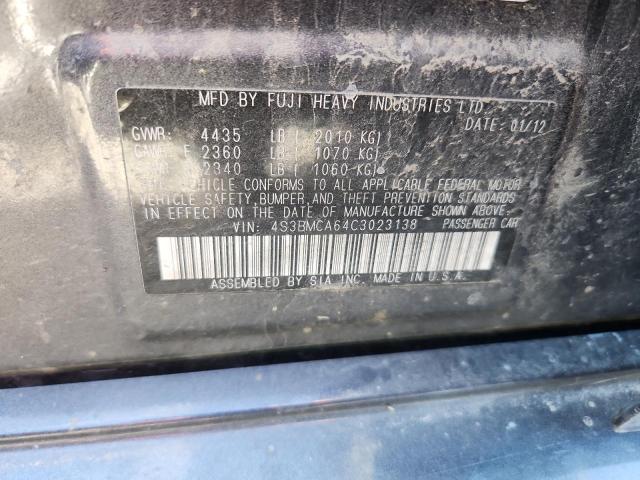 MFD BY FUJI HEAVY INDUSTRIES LTD
DATE: 01/12
GVWR: 4435 LB ( 2010 KG)
F 2360 LB ( 1070 KG)
2340 LB ( 1060 KG)
VEHICLE CONFORMS TO ALL APPLICABLE FEDERAL MOTOR
VEHICLE SAFETY, BUMPER, AND THEFT PREVENTION STANDARDS
IN EFFECT ON THE DATE OF MANUFACTURE SHOWN ABOVE.
VIN: 4S3BMCA64C3023138 PASSENGER CAR
ASSEMBLED BY SIA INC. MADE IN U.S.A.